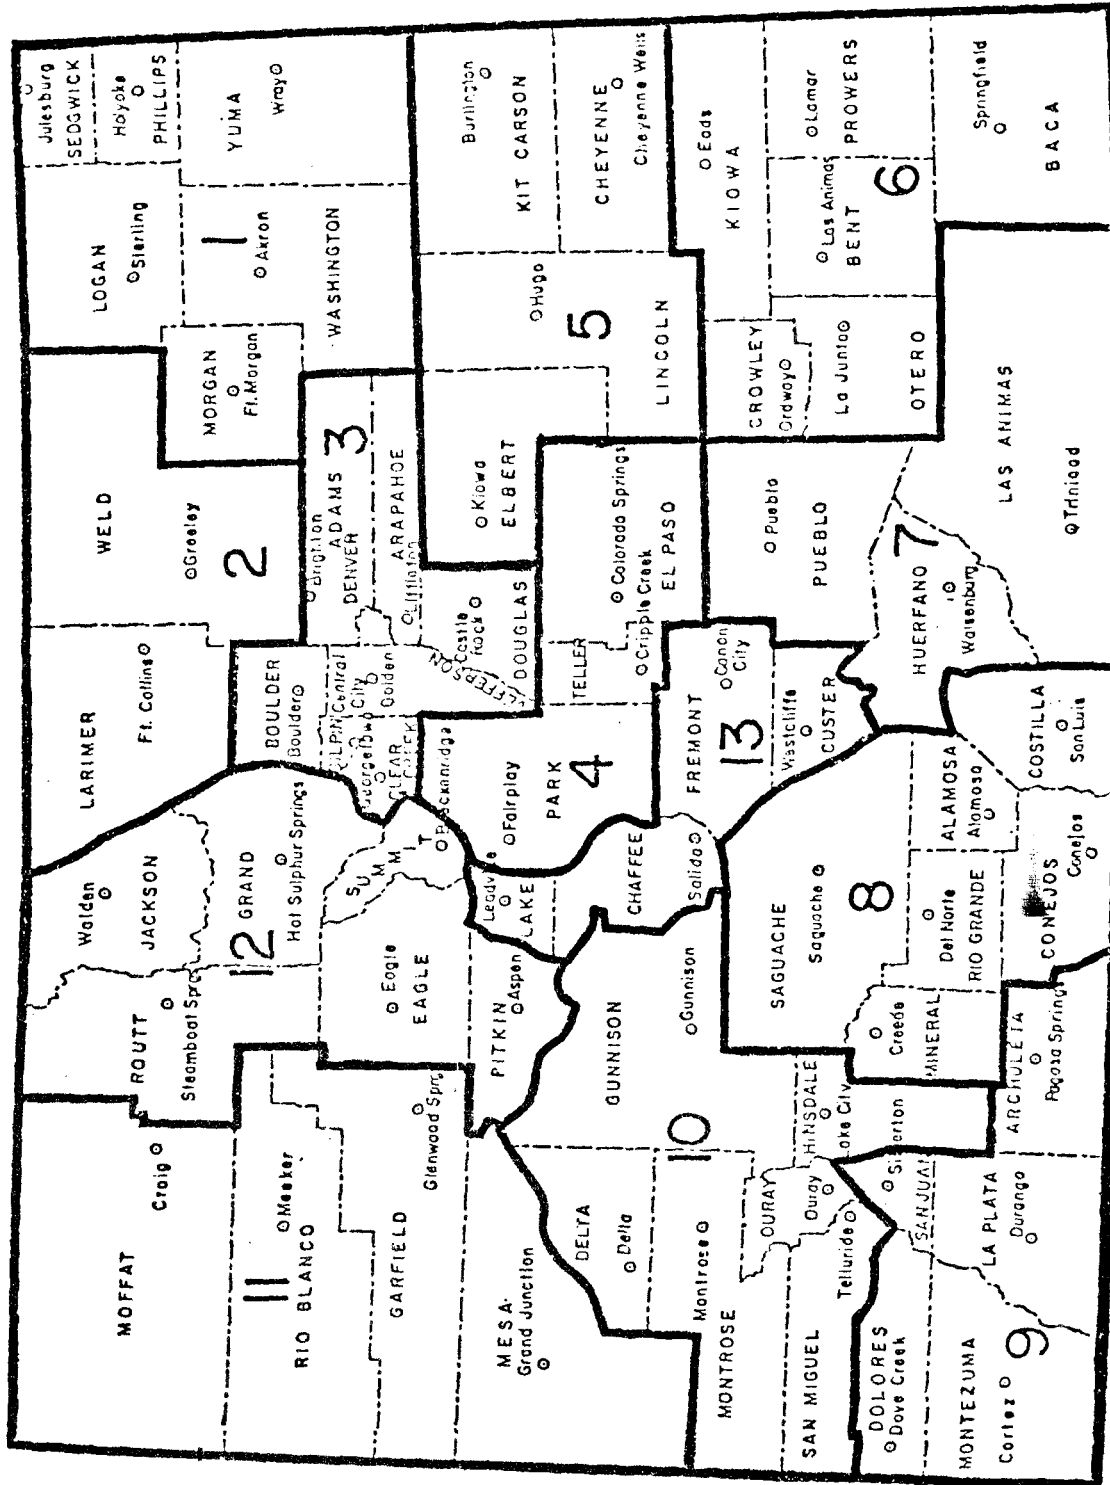 MOFFAT
Craig
ROUTT
Steamboat Spr
Walden
JACKSON
LARIMER
Ft. Collins
WELD
Greeley
2
LOGAN
Sterling
Julesburg
SEDGWICK
Holyoke
PHILLIPS
MORGAN
Ft. Morgan
1
Akron
WASHINGTON
YUMA
Wray
11
Meeker
RIO BLANCO
12
GRAND
Hot Sulphur Springs
BOULDER
Boulder
GILPIN
Central
City
Georgetown
CLEAR
CREEK
Golden
JEFFERSON
Brighton
ADAMS
3
DENVER
ARAPAHOE
Littleton
GARFIELD
Glenwood Spr
Eagle
EAGLE
SUMMIT
Breckenridge
Castle
Rock
DOUGLAS
Kiowa
ELBERT
Hugo
5
LINCOLN
Burlington
KIT CARSON
CHEYENNE
Cheyenne Wells
MESA
Grand Junction
PITKIN
Aspen
Leadville
LAKE
Fairplay
PARK
4
TELLER
Cripple Creek
Colorado Springs
EL PASO
DELTA
Delta
GUNNISON
Gunnison
CHAFFEE
Salida
FREMONT
Canon
City
13
Westcliffe
CUSTER
Pueblo
PUEBLO
CROWLEY
Ordway
La Junta
OTERO
Eads
KIOWA
Las Animas
BENT
Lamar
PROWERS
6
Montrose
MONTROSE
10
OURAY
Ouray
HINSDALE
Lake City
SAN MIGUEL
Telluride
SAGUACHE
Saguache
8
HUERFANO
Walsenburg
7
DOLORES
Dove Creek
Silverton
SANJUAN
Creede
MINERAL
Del Norte
RIO GRANDE
ALAMOSA
Alamosa
MONTEZUMA
Cortez
9
LA PLATA
Durango
ARCHULETA
Pagosa Springs
CONEJOS
Conejos
COSTILLA
San Luis
LAS ANIMAS
Trinidad
Springfield
BACA